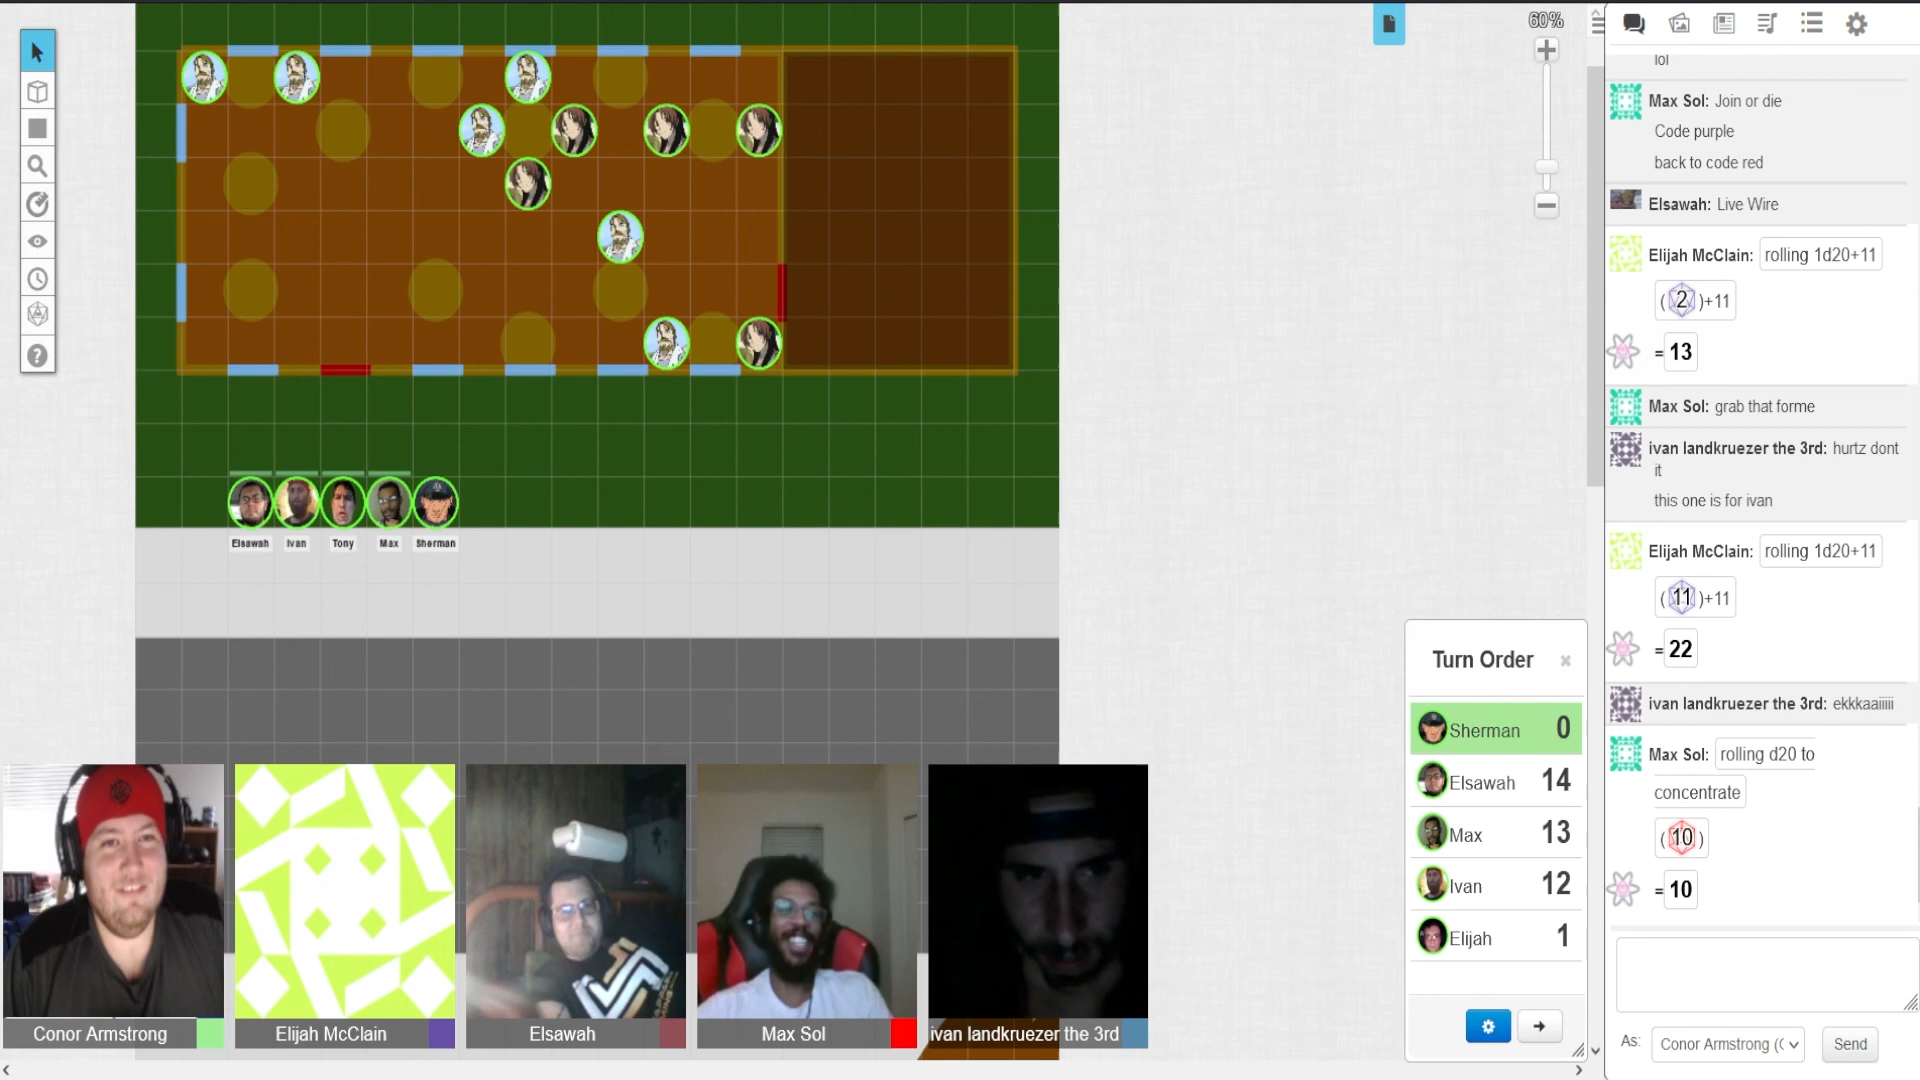 60%
lol
Max Sol: Join or die
Code purple
back to code red
Elsawah: Live Wire
Elijah McClain: rolling 1d20+11
(2)+11
=13
Max Sol: grab that forme
ivan landkruezer the 3rd: hurtz dont
it
this one is for ivan
Elijah McClain: rolling 1d20+11
(11)+11
=22
ivan landkruezer the 3rd: ekkkaaiiiii
Max Sol: rolling d20 to
concentrate
(10)
=10
As: Conor Armstrong (
Send
Elsawah Ivan Tony Max Sherman
Turn Order ×
Sherman 0
Elsawah 14
Max 13
Ivan 12
Elijah 1
Conor Armstrong
Elijah McClain
Elsawah
Max Sol
ivan landkruezer the 3rd